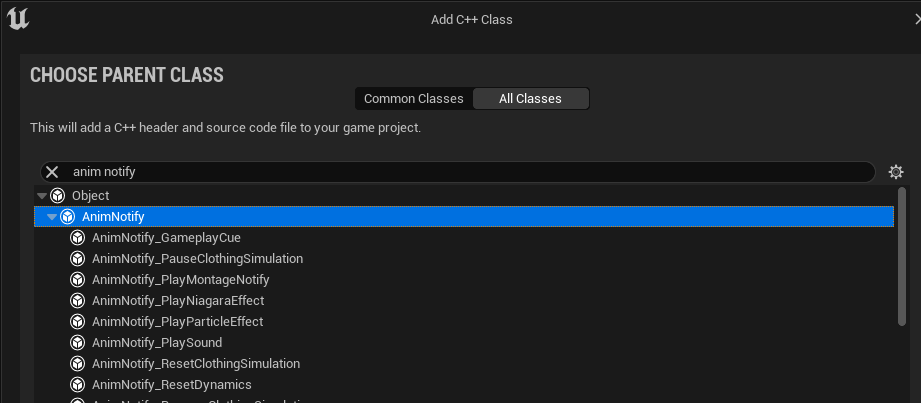 Add C++ Class
CHOOSE PARENT CLASS
Common Classes All Classes
This will add a C++ header and source code file to your game project.
anim notify
Object
AnimNotify
AnimNotify_GameplayCue
AnimNotify_PauseClothingSimulation
AnimNotify_PlayMontageNotify
AnimNotify_PlayNiagaraEffect
AnimNotify_PlayParticleEffect
AnimNotify_PlaySound
AnimNotify_ResetClothingSimulation
AnimNotify_ResetDynamics